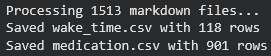 Processing 1513 markdown files...
Saved wake_time.csv with 118 rows
Saved medication.csv with 901 rows